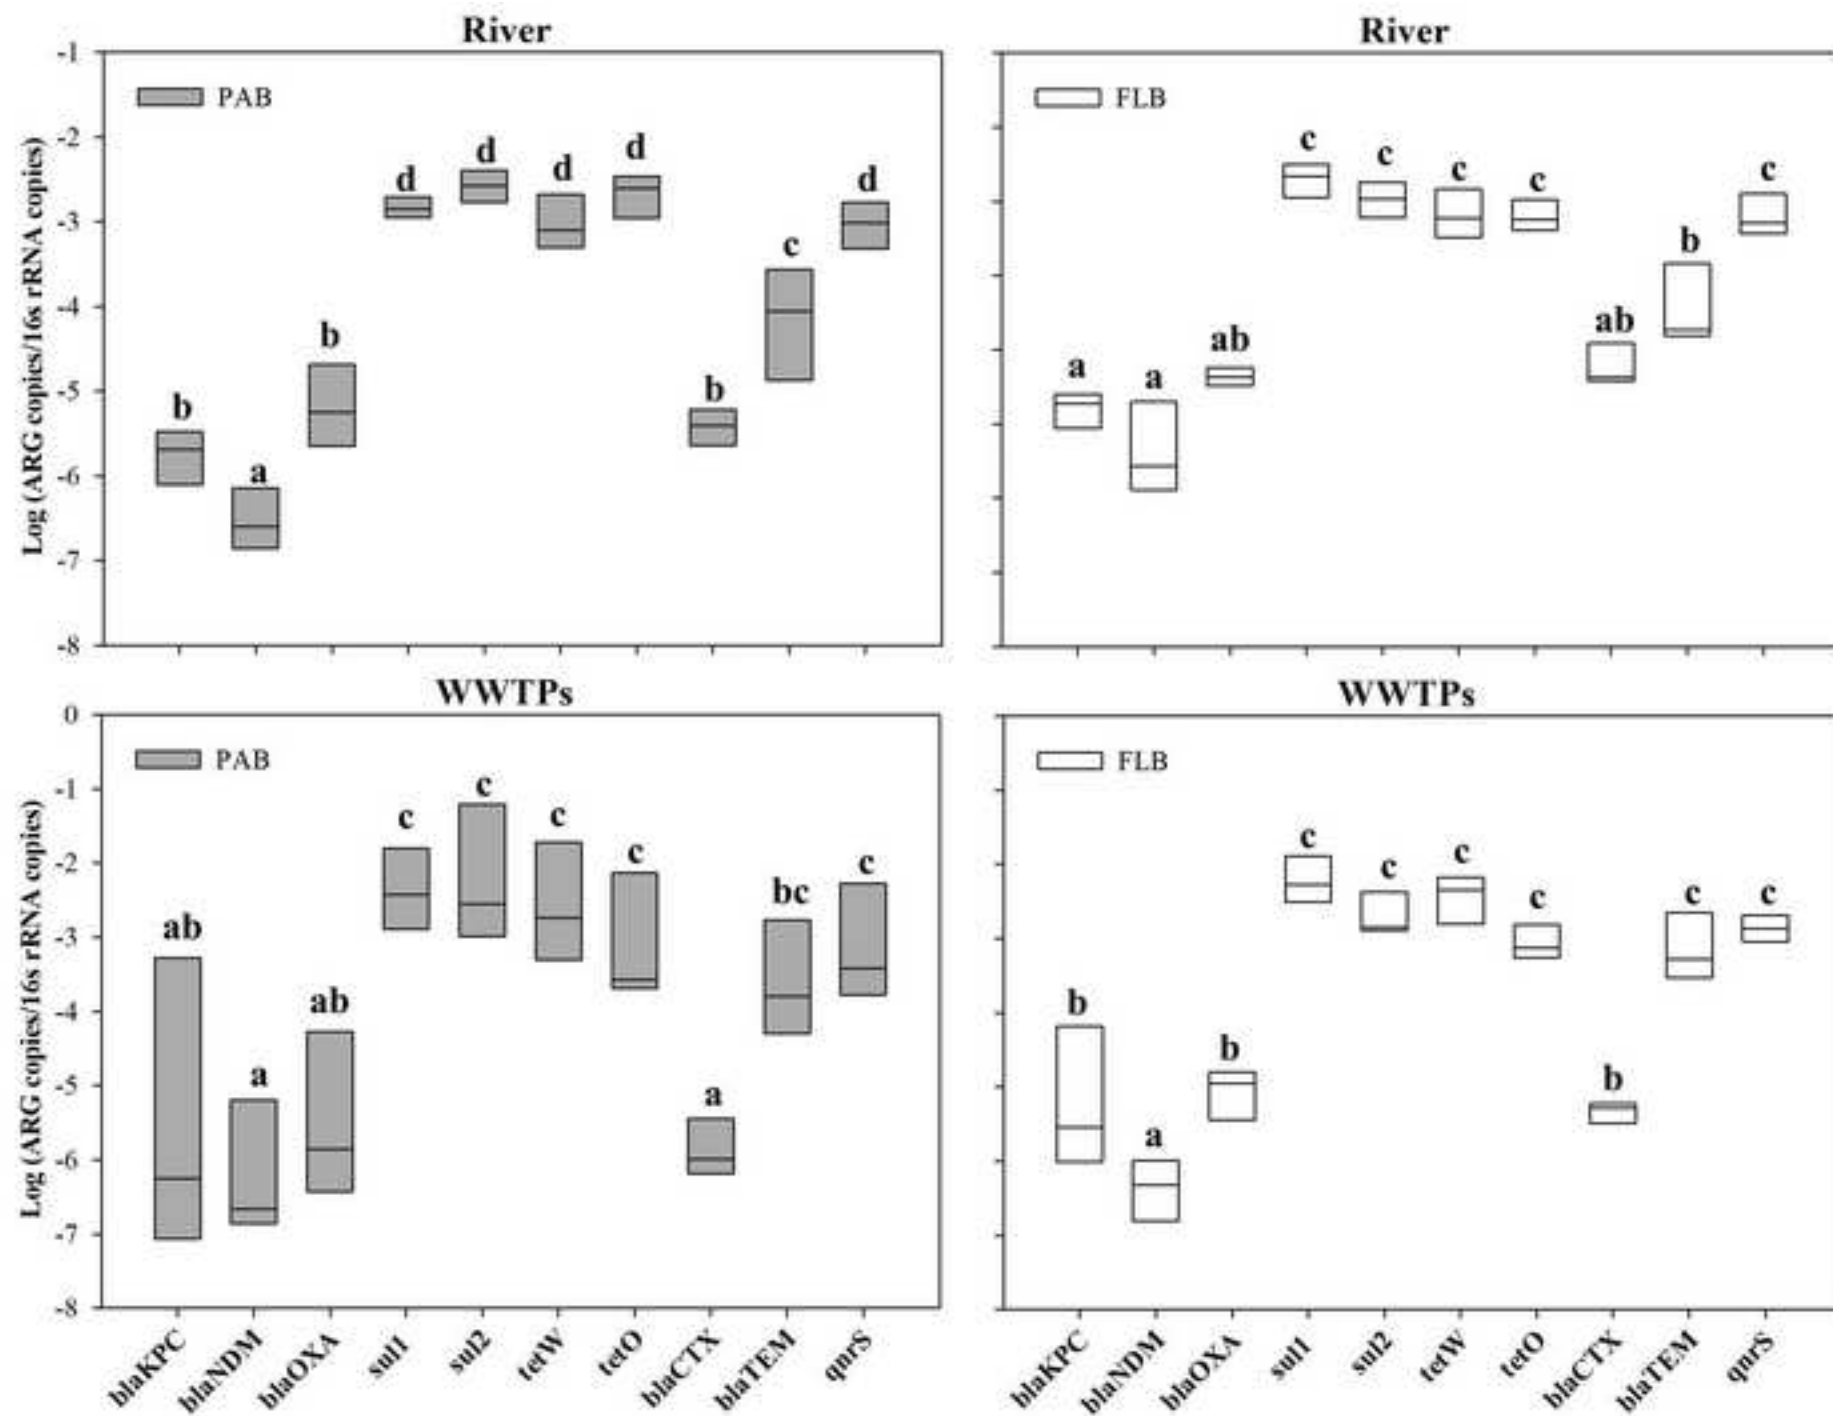 River
River
PAB
FLB
Log (ARG copies/16s rRNA copies)
-1
-2
-3
-4
-5
-6
-7
-8
b
a
b
d
d
d
d
b
c
d
a
a
ab
c
c
c
c
ab
b
c
WWTPs
WWTPs
PAB
FLB
Log (ARG copies/16s rRNA copies)
0
-1
-2
-3
-4
-5
-6
-7
-8
ab
a
ab
c
c
c
c
a
bc
c
b
a
b
c
c
c
c
b
c
c
blaKPC
blaNDM
blaOXA
sul1
sul2
tetW
tetO
blaCTX
blaTEM
qnrS
blaKPC
blaNDM
blaOXA
sul1
sul2
tetW
tetO
blaCTX
blaTEM
qnrS